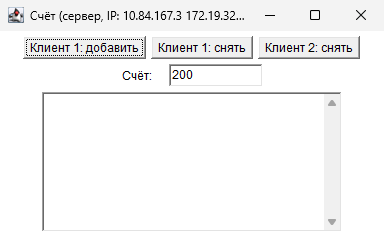 Счёт (сервер, IP: 10.84.167.3 172.19.32...
Клиент 1: добавить Клиент 1: снять Клиент 2: снять
Счёт: 200